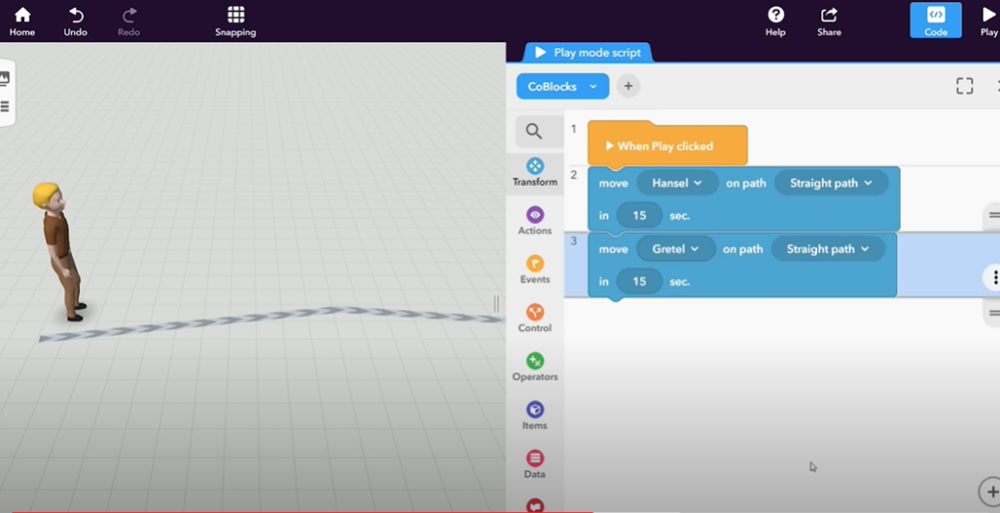 Home
Undo
Redo
Snapping
Help
Share
Code
Play
Play mode script
CoBlocks
1
When Play clicked
2
move Hansel on path Straight path
in 15 sec.
3
move Gretel on path Straight path
in 15 sec.
Transform
Actions
Events
Control
Operators
Items
Data